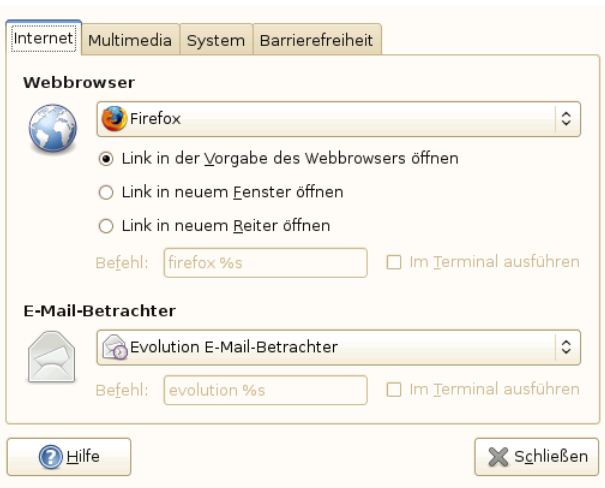 Internet Multimedia System Barrierefreiheit
Webbrowser
Firefox
Link in der Vorgabe des Webbrowsers öffnen
Link in neuem Fenster öffnen
Link in neuem Reiter öffnen
Befehl: firefox %s Im Terminal ausführen
E-Mail-Betrachter
Evolution E-Mail-Betrachter
Befehl: evolution %s Im Terminal ausführen
Hilfe Schließen